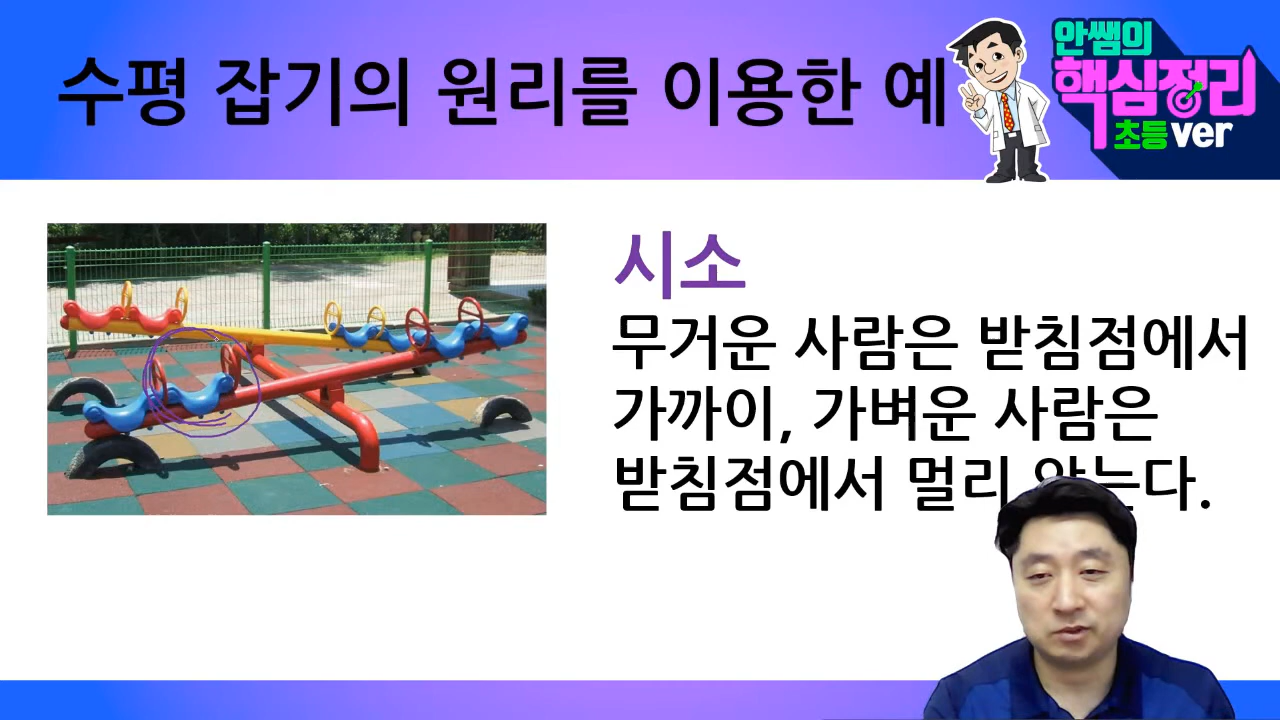 수평 잡기의 원리를 이용한 예
안쌤의
핵심정리
초등 ver
시소
무거운 사람은 받침점에서
가까이, 가벼운 사람은
받침점에서 멀리